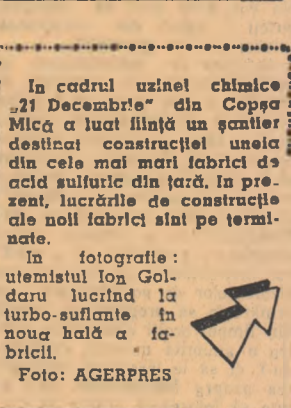 In cadrul uzinei chimice
„21 Decembrie” din Copșa
Mică a luat ființă un șantier
destinat construcției uneia
din cele mai mari fabrici de
acid sulfuric din țară. In pre-
zent, lucrările de construcție
ale noii fabrici sînt pe termi-
nate.
In fotografie :
utemistul Ion Gol-
daru lucrînd la
turbo-suflante în
noua hală a fa-
bricii.
Foto: AGERPRES